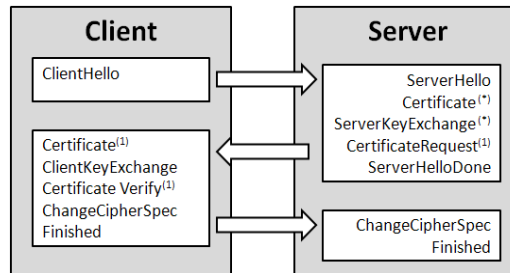 Client
Server
ClientHello
ServerHello
Certificate(*)
ServerKeyExchange(*)
CertificateRequest(1)
ServerHelloDone
Certificate(1)
ClientKeyExchange
Certificate Verify(1)
ChangeCipherSpec
Finished
ChangeCipherSpec
Finished